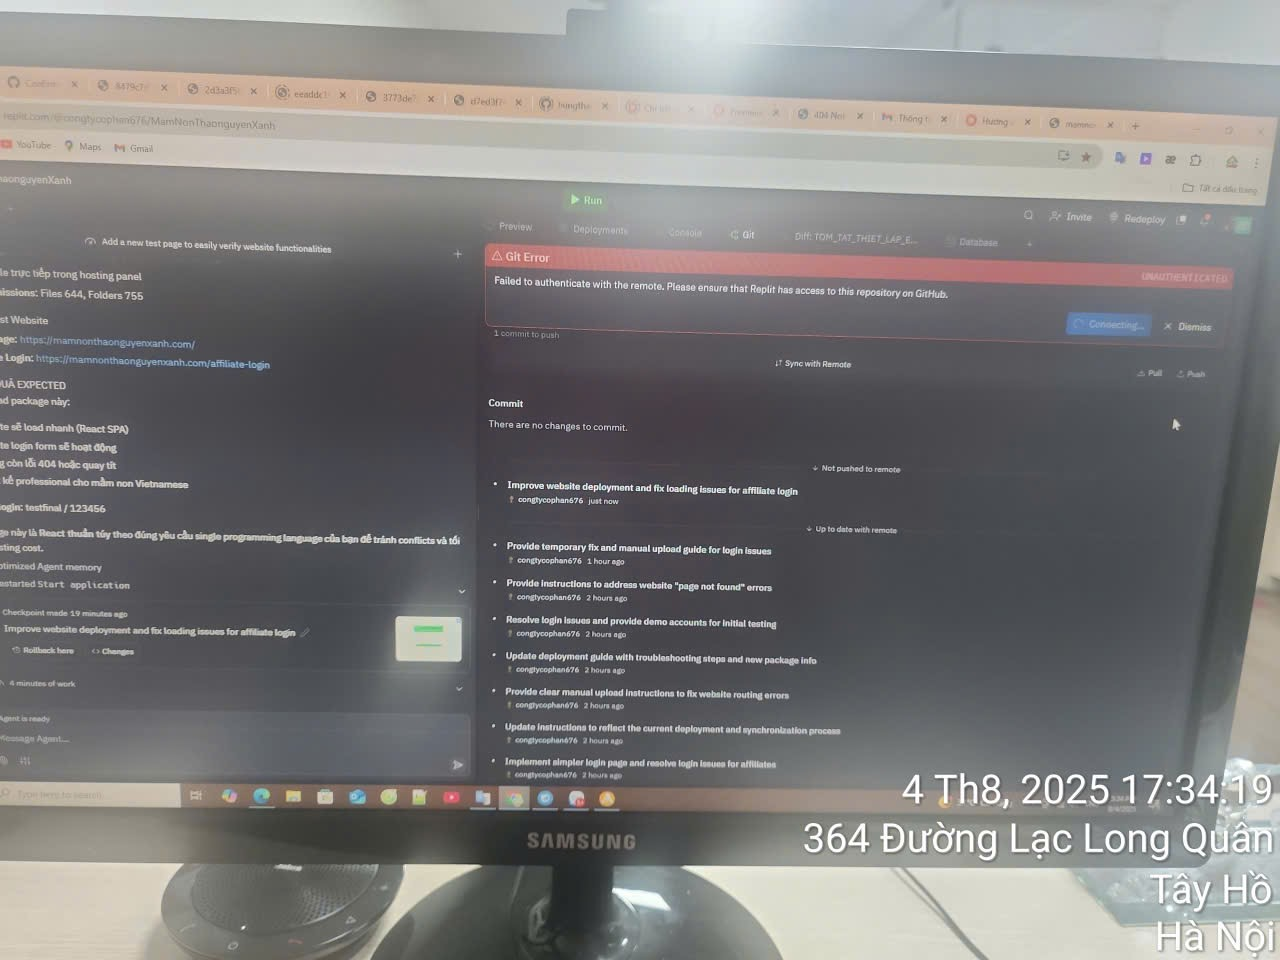 8479c7
2d3a3f5
eeaddc1
3773de7
d7ed3f7
hungtha
404 Not
Thông t
Hướng
mamno
replit.com/@congtycophan676/MamNonThaonguyenXanh
YouTube
Maps
Gmail
Tất cả dấu trang
haonguyenXanh
Run
Invite
Redeploy
Add a new test page to easily verify website functionalities
le trực tiếp trong hosting panel
issions: Files 644, Folders 755
st Website
age: https://mamnonthaonguyenxanh.com/
e Login: https://mamnonthaonguyenxanh.com/affiliate-login
UẢ EXPECTED
ad package này:
te sẽ load nhanh (React SPA)
te login form sẽ hoạt động
g còn lỗi 404 hoặc quay tít
t kế professional cho mầm non Vietnamese
ogin: testfinal / 123456
ge này là React thuần túy theo đúng yêu cầu single programming language của bạn để tránh conflicts và tối
sting cost.
ptimized Agent memory
estarted Start application
Checkpoint made 19 minutes ago
Improve website deployment and fix loading issues for affiliate login
Rollback here
Changes
4 minutes of work
Agent is ready
Message Agent...
Preview
Deployments
Console
Git
Diff: TOM_TAT_THIET_LAP_E...
Database
Git Error
UNAUTHENTICATED
Failed to authenticate with the remote. Please ensure that Replit has access to this repository on GitHub.
Connecting...
Dismiss
1 commit to push
Sync with Remote
Pull
Push
Commit
There are no changes to commit.
Not pushed to remote
Improve website deployment and fix loading issues for affiliate login
congtycophan676 just now
Up to date with remote
Provide temporary fix and manual upload guide for login issues
congtycophan676 1 hour ago
Provide instructions to address website "page not found" errors
congtycophan676 2 hours ago
Resolve login issues and provide demo accounts for initial testing
congtycophan676 2 hours ago
Update deployment guide with troubleshooting steps and new package info
congtycophan676 2 hours ago
Provide clear manual upload instructions to fix website routing errors
congtycophan676 2 hours ago
Update instructions to reflect the current deployment and synchronization process
congtycophan676 2 hours ago
Implement simpler login page and resolve login issues for affiliates
congtycophan676 2 hours ago
Type here to search
SAMSUNG
4 Th8, 2025 17:34:19
364 Đường Lạc Long Quân
Tây Hồ
Hà Nội